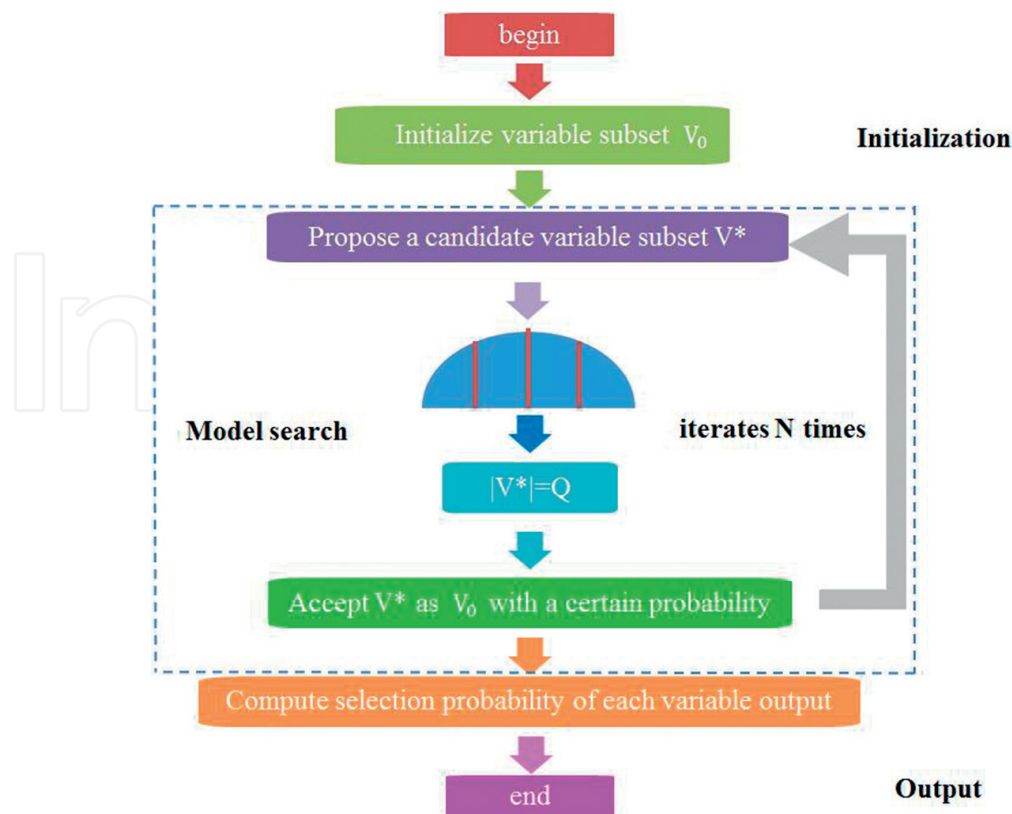 begin
Initialize variable subset V₀
Initialization
Propose a candidate variable subset V*
Model search
iterates N times
|V*|=Q
Accept V* as V₀ with a certain probability
Compute selection probability of each variable output
end
Output
In